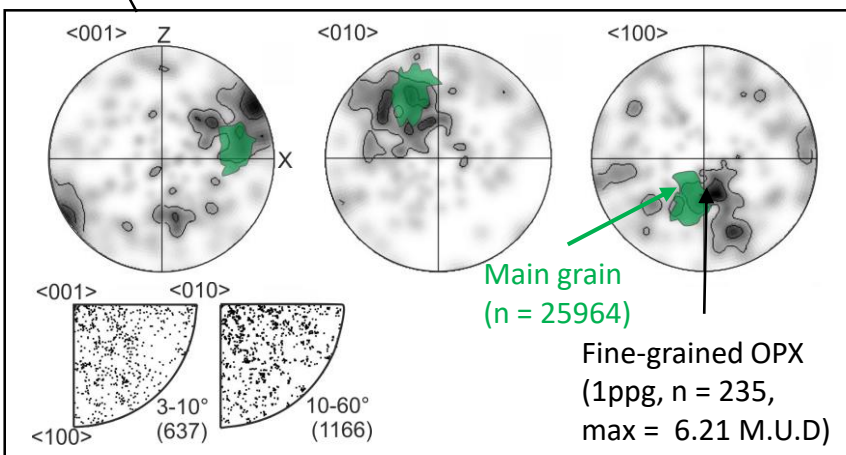 <001> Z <010> <100>
X
Main grain
(n = 25964)
<001> <010>
3-10°
(637)
10-60°
(1166)
<100>
Fine-grained OPX
(1ppg, n = 235,
max = 6.21 M.U.D)